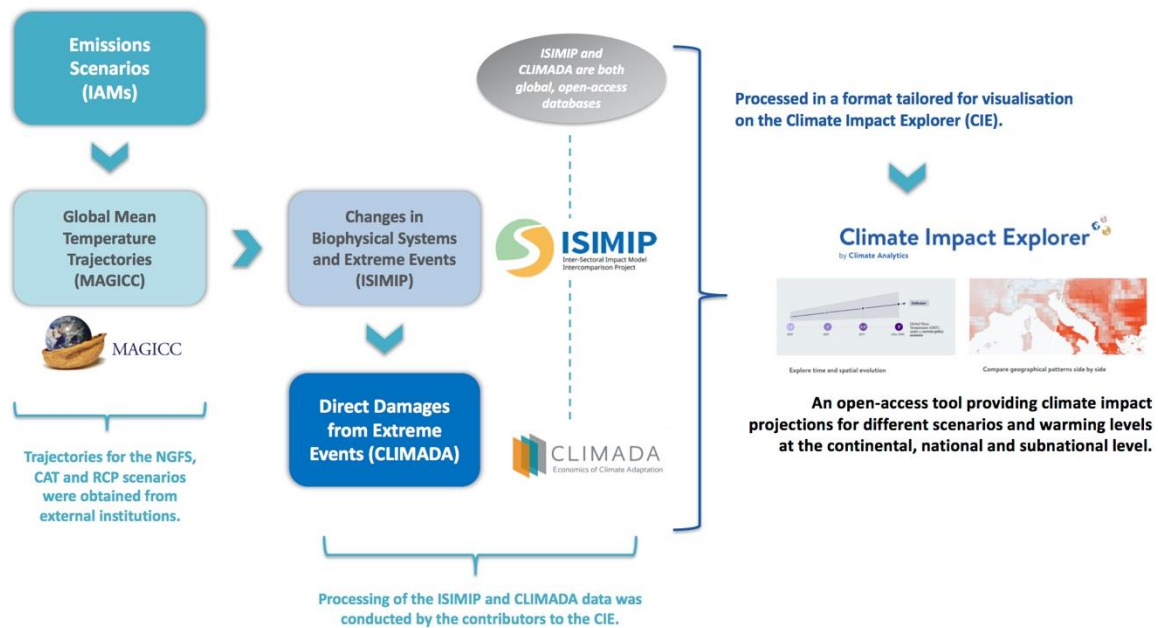 Emissions
Scenarios
(IAMs)
Global Mean
Temperature
Trajectories
(MAGICC)
MAGICC
Trajectories for the NGFS,
CAT and RCP scenarios
were obtained from
external institutions.
Changes in
Biophysical Systems
and Extreme Events
(ISIMIP)
Direct Damages
from Extreme
Events (CLIMADA)
ISIMIP and
CLIMADA are both
global, open-access
databases
ISIMIP
Inter-Sectoral Impact Model
Intercomparison Project
CLIMADA
Economics of Climate Adaptation
Processing of the ISIMIP and CLIMADA data was
conducted by the contributors to the CIE.
Processed in a format tailored for visualisation
on the Climate Impact Explorer (CIE).
Climate Impact Explorer
by Climate Analytics
Explore time and spatial evolution
Compare geographical patterns side by side
An open-access tool providing climate impact
projections for different scenarios and warming levels
at the continental, national and subnational level.